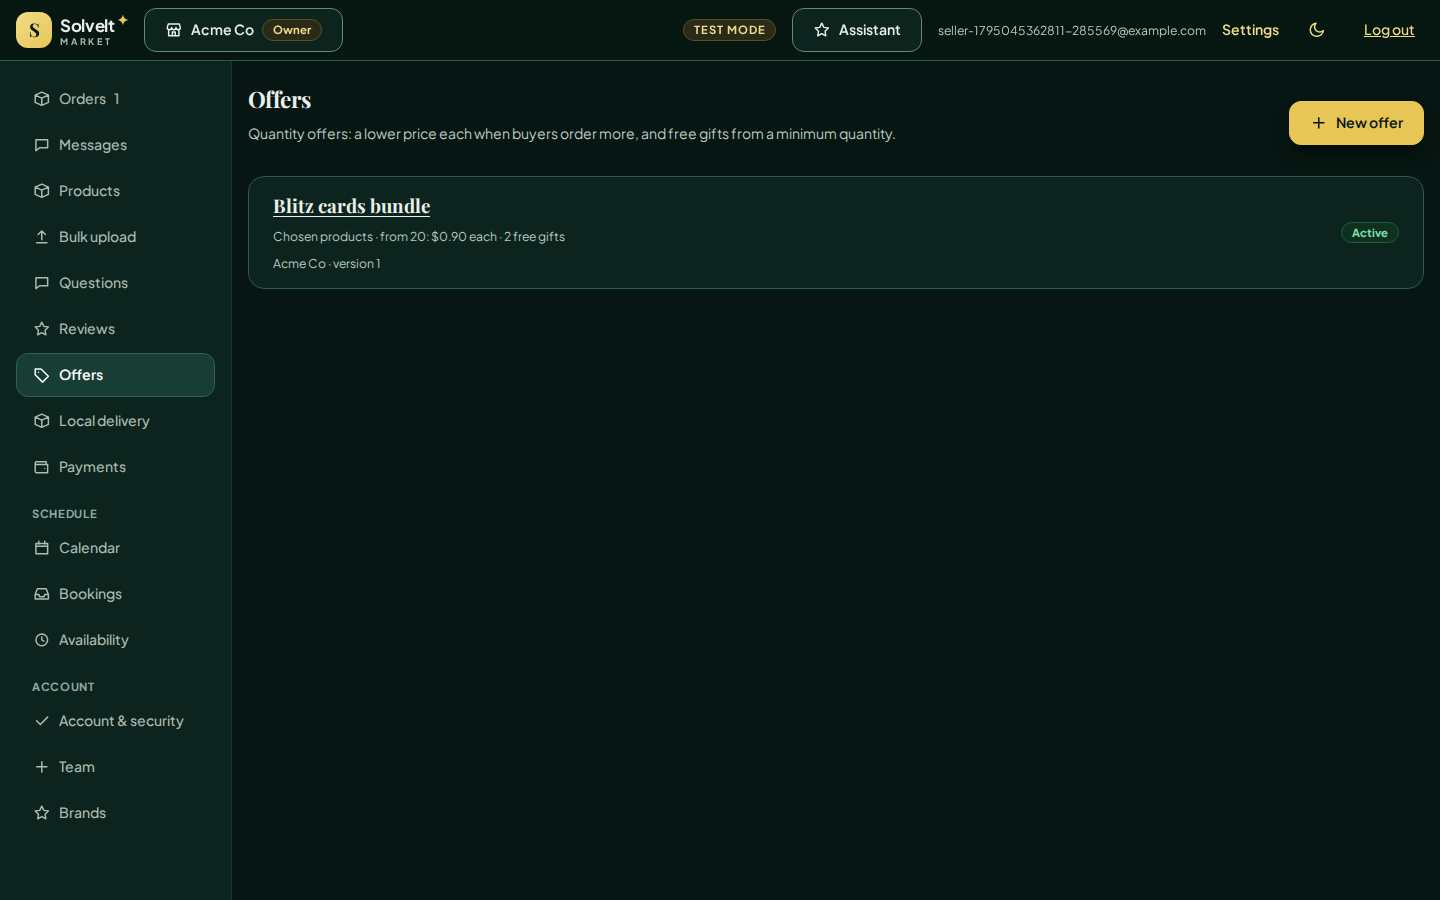 S
SolveIt
MARKET
Acme Co Owner
TEST MODE
Assistant
seller-1795045362811-285569@example.com
Settings
Log out
Orders 1
Messages
Products
Bulk upload
Questions
Reviews
Offers
Local delivery
Payments
SCHEDULE
Calendar
Bookings
Availability
ACCOUNT
Account & security
Team
Brands
Offers
Quantity offers: a lower price each when buyers order more, and free gifts from a minimum quantity.
New offer
Blitz cards bundle
Chosen products · from 20: $0.90 each · 2 free gifts
Acme Co · version 1
Active